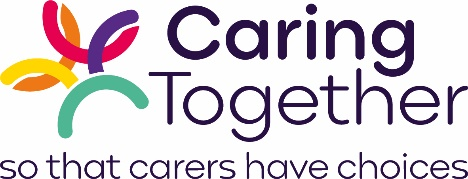 Caring
Together
so that carers have choices